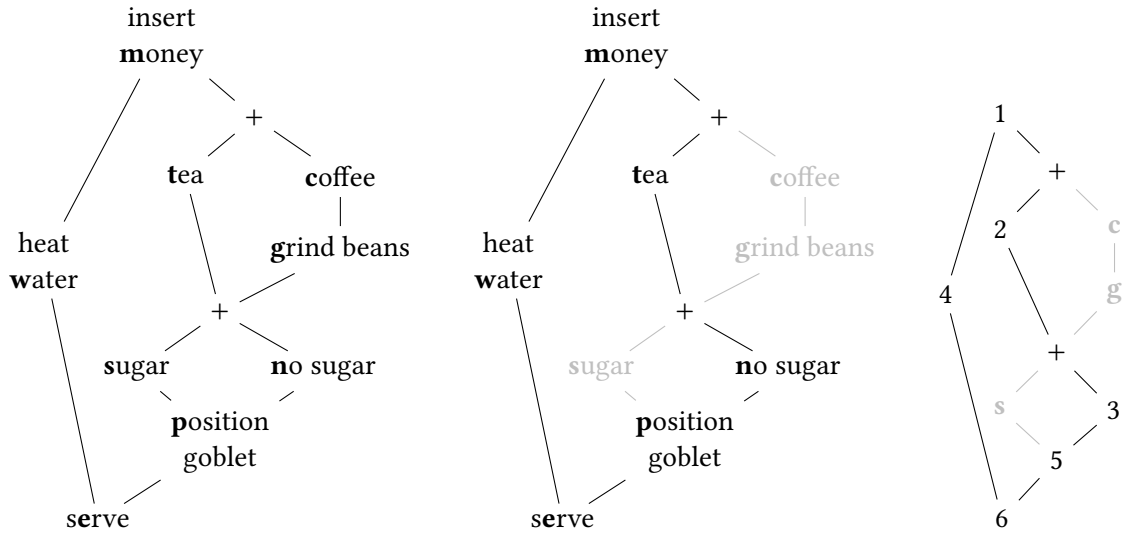 insert
money
+
tea
coffee
heat
water
grind beans
+
sugar
no sugar
position
goblet
serve
insert
money
+
tea
coffee
heat
water
grind beans
+
sugar
no sugar
position
goblet
serve
1
+
2
c
4
g
+
s
3
5
6